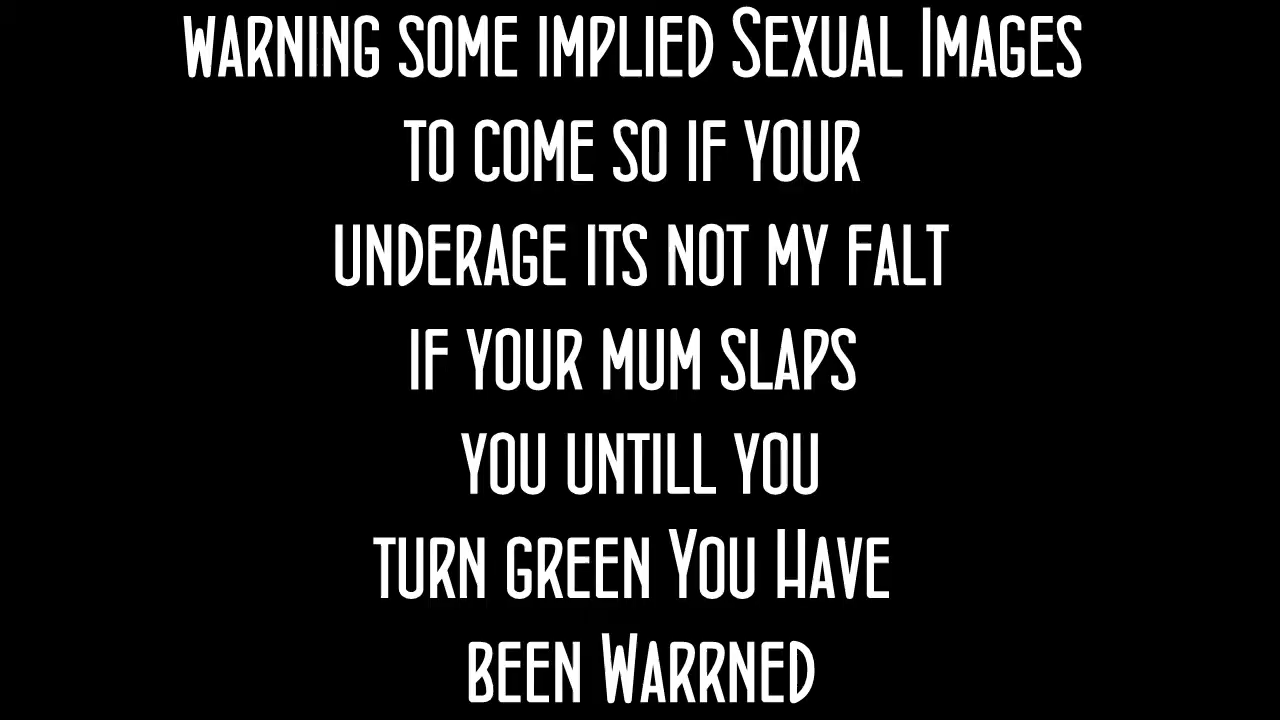 WARNING SOME IMPLIED SEXUAL IMAGES
TO COME SO IF YOUR
UNDERAGE ITS NOT MY FALT
IF YOUR MUM SLAPS
YOU UNTILL YOU
TURN GREEN YOU HAVE
BEEN WARRNED